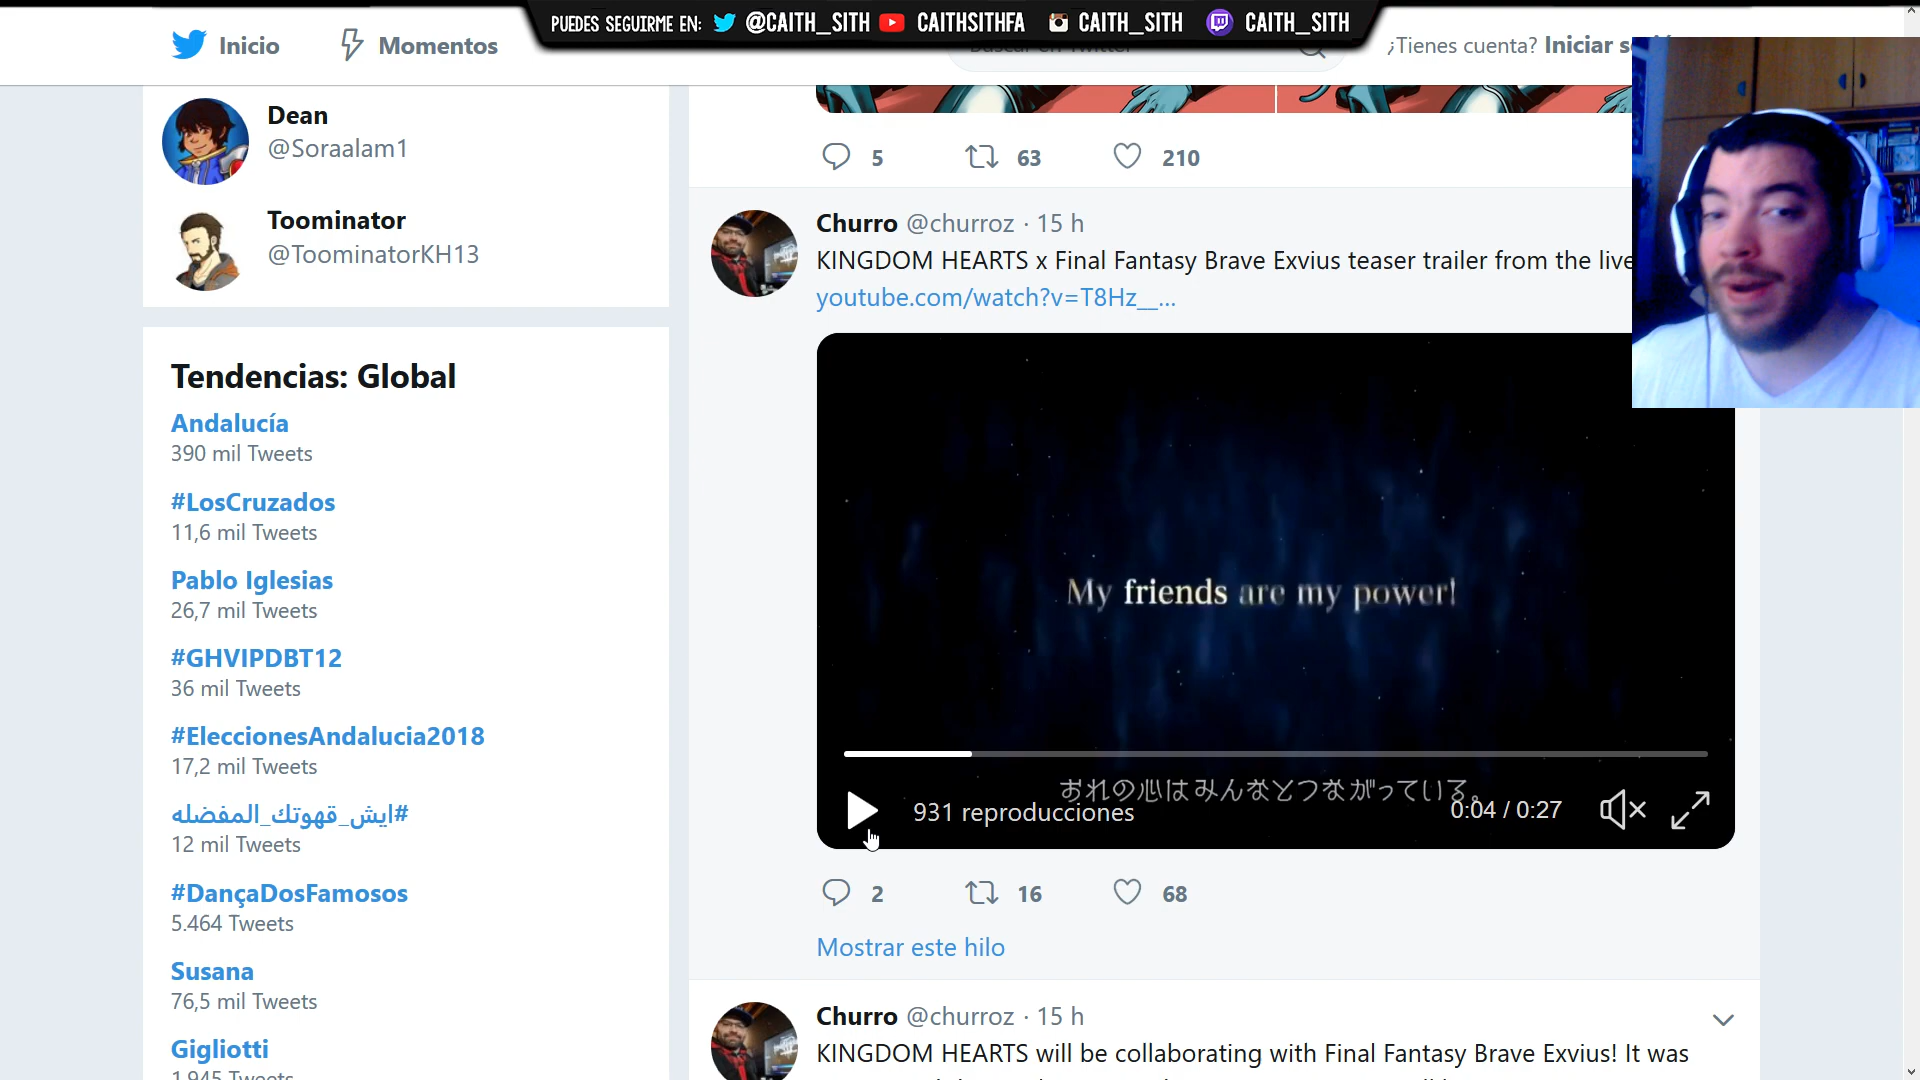 PUEDES SEGUIRME EN: @CAITH_SITH CAITHSITHFA CAITH_SITH CAITH_SITH
Inicio
Momentos
¿Tienes cuenta? Iniciar
Dean
@Soraalam1
Toominator
@ToominatorKH13
Tendencias: Global
Andalucía
390 mil Tweets
#LosCruzados
11,6 mil Tweets
Pablo Iglesias
26,7 mil Tweets
#GHVIPDBT12
36 mil Tweets
#EleccionesAndalucia2018
17,2 mil Tweets
#ايش_قهوتك_المفضله
12 mil Tweets
#DançaDosFamosos
5.464 Tweets
Susana
76,5 mil Tweets
Gigliotti
1.945 Tweets
5 63 210
Churro @churroz · 15 h
KINGDOM HEARTS x Final Fantasy Brave Exvius teaser trailer from the live
youtube.com/watch?v=T8Hz__...
My friends are my power!
おれの心はみんなとつながっている。
931 reproducciones
0:04 / 0:27
2 16 68
Mostrar este hilo
Churro @churroz · 15 h
KINGDOM HEARTS will be collaborating with Final Fantasy Brave Exvius! It was